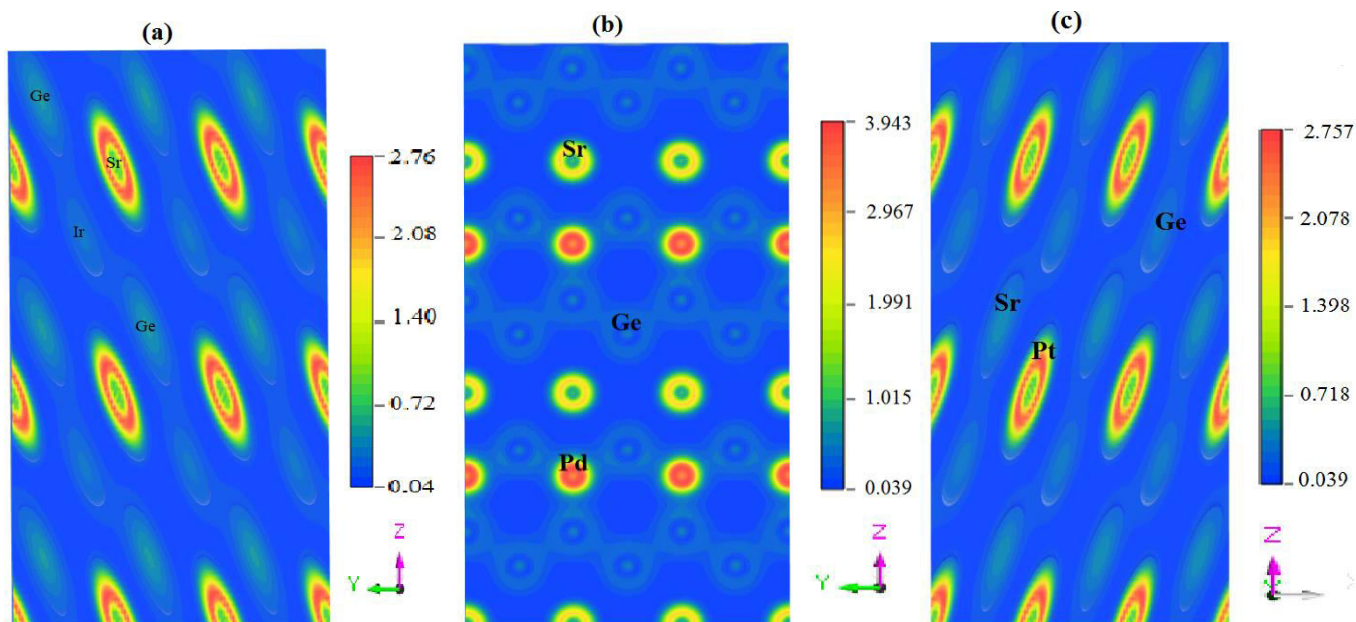 (a)
Ge
Sr
Ir
Ge
2.76
2.08
1.40
0.72
0.04
Z
Y
(b)
Sr
Ge
Pd
3.943
2.967
1.991
1.015
0.039
Z
Y
(c)
Ge
Sr
Pt
2.757
2.078
1.398
0.718
0.039
Z
Y
X